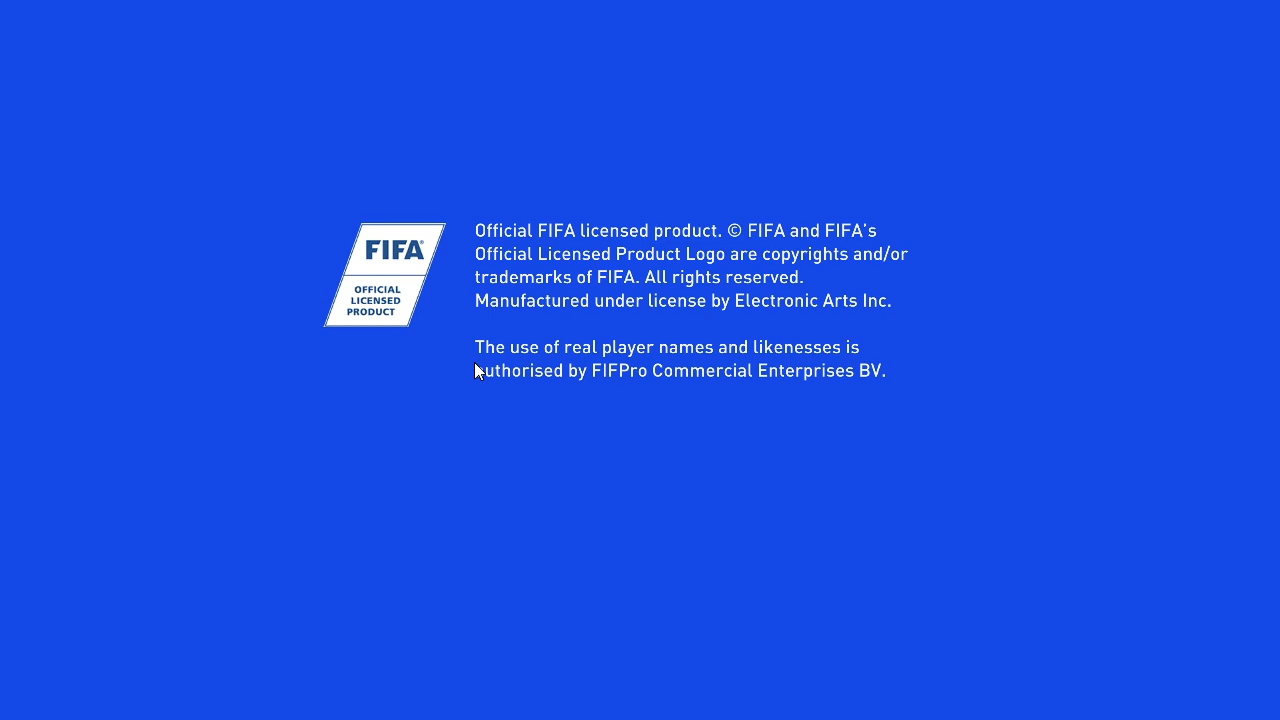 FIFA®
OFFICIAL
LICENSED
PRODUCT
Official FIFA licensed product. © FIFA and FIFA's
Official Licensed Product Logo are copyrights and/or
trademarks of FIFA. All rights reserved.
Manufactured under license by Electronic Arts Inc.
The use of real player names and likenesses is
authorised by FIFPro Commercial Enterprises BV.